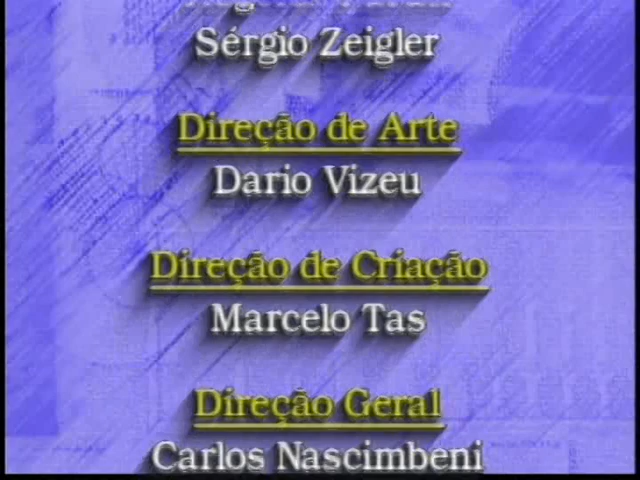 Sérgio Zeigler
Direção de Arte
Dario Vizeu
Direção de Criação
Marcelo Tas
Direção Geral
Carlos Nascimbeni